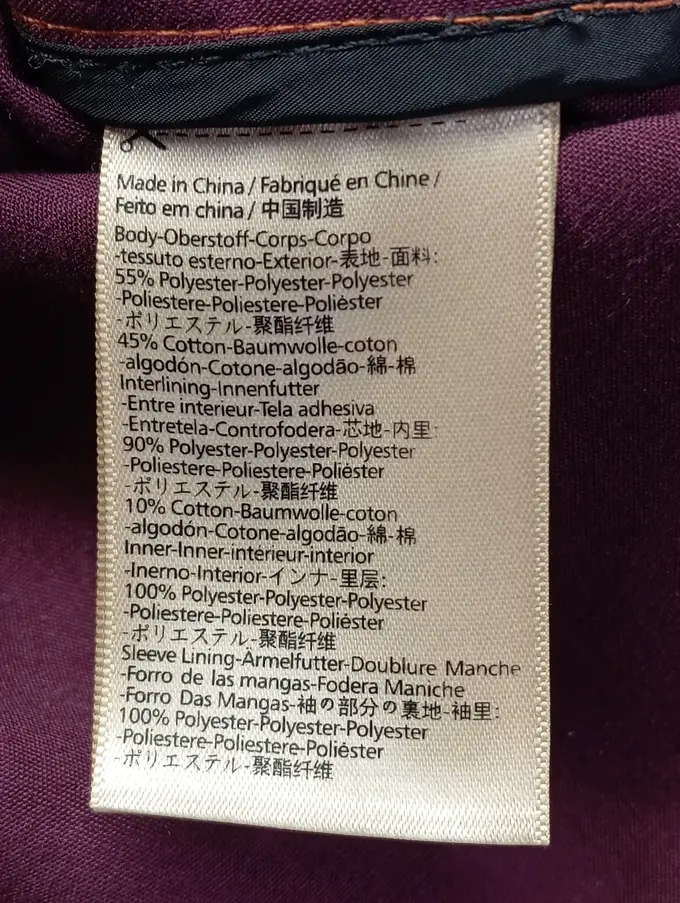 Made in China / Fabriqué en Chine /
Feito em china / 中国制造
Body-Oberstoff-Corps-Corpo
-tessuto esterno-Exterior-表地-面料:
55% Polyester-Polyester-Polyester
-Poliestere-Poliestere-Poliéster
-ポリエステル-聚酯纤维
45% Cotton-Baumwolle-coton
-algodón-Cotone-algodão-綿-棉
Interlining-Innenfutter
-Entre interieur-Tela adhesiva
-Entretela-Controfodera-芯地-内里:
90% Polyester-Polyester-Polyester
-Poliestere-Poliestere-Poliéster
-ポリエステル-聚酯纤维
10% Cotton-Baumwolle-coton
-algodón-Cotone-algodão-綿-棉
Inner-Inner-intérieur-interior
-Inerno-Interior-インナ-里层:
100% Polyester-Polyester-Polyester
-Poliestere-Poliestere-Poliéster
-ポリエステル-聚酯纤维
Sleeve Lining-Ärmelfutter-Doublure Manche
-Forro de las mangas-Fodera Maniche
-Forro Das Mangas-袖の部分の裏地-袖里:
100% Polyester-Polyester-Polyester
-Poliestere-Poliestere-Poliéster
-ポリエステル-聚酯纤维